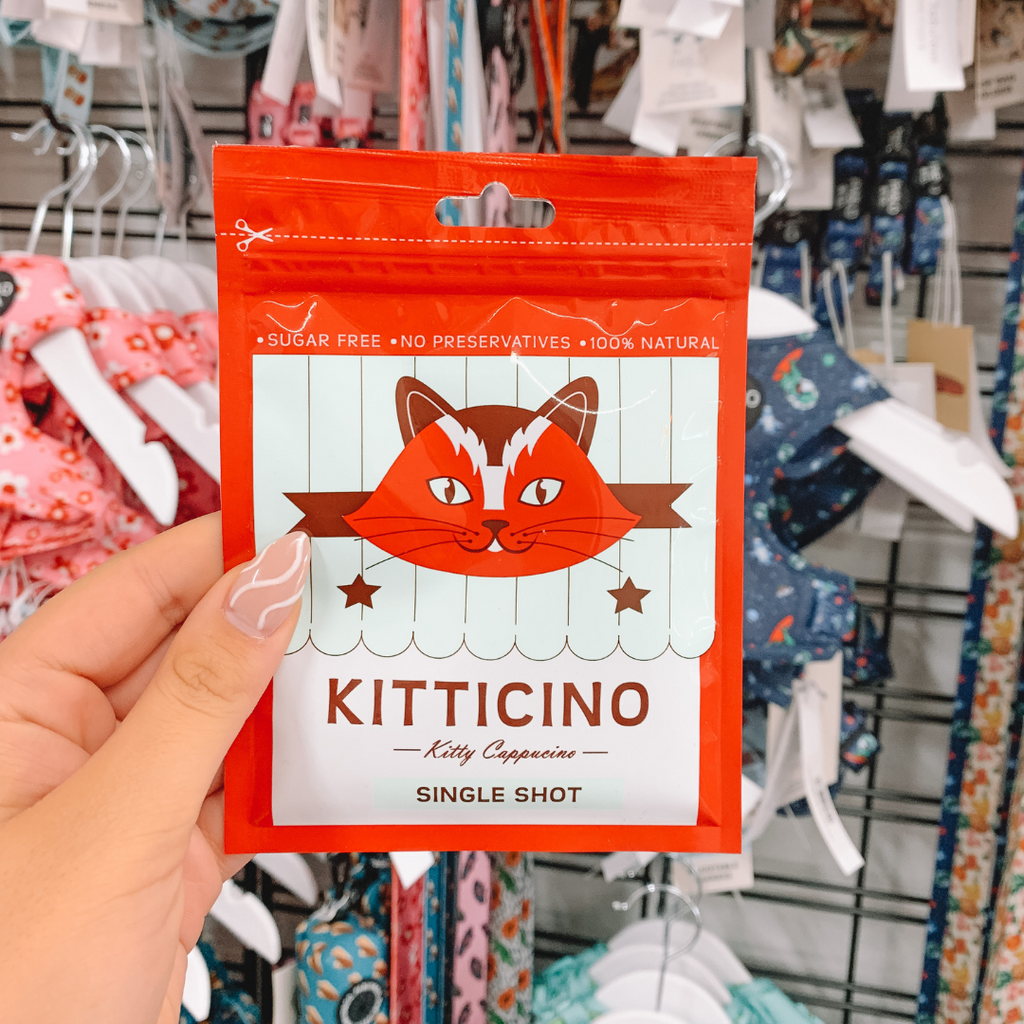 •SUGAR FREE •NO PRESERVATIVES •100% NATURAL
KITTICINO
Kitty Cappucino
SINGLE SHOT